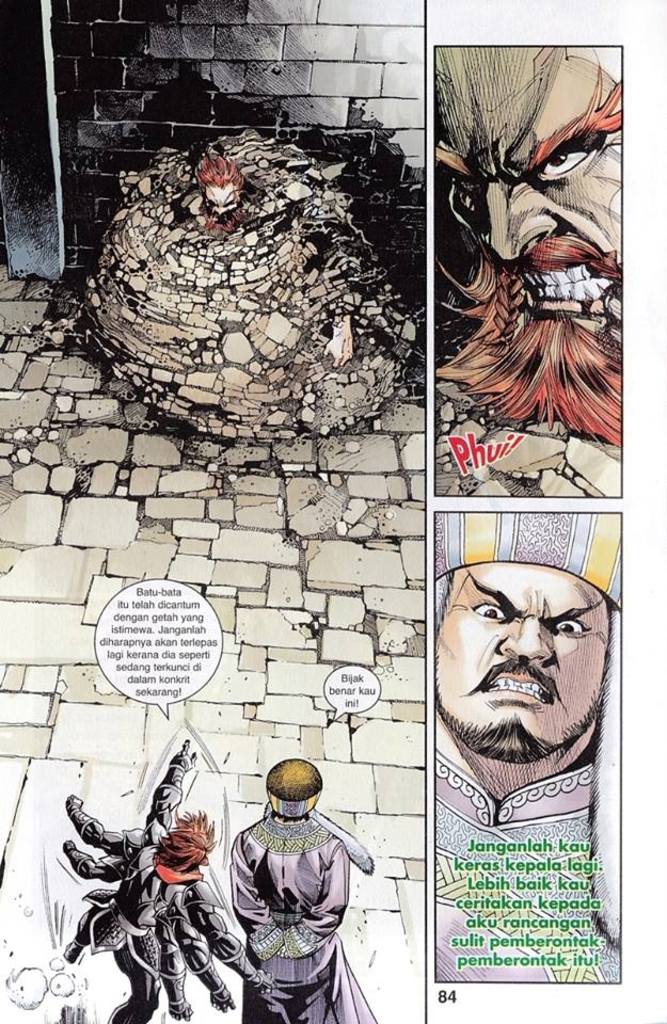 Batu-bata
itu telah dicantum
dengan getah yang
istimewa. Janganlah
diharapnya akan terlepas
lagi kerana dia seperti
sedang terkunci di
dalam konkrit
sekarang!
Bijak
benar kau
ini!
Phui!
Janganlah kau
keras kepala lagi.
Lebih baik kau
ceritakan kepada
aku rancangan
sulit pemberontak-
pemberontak itu!
84